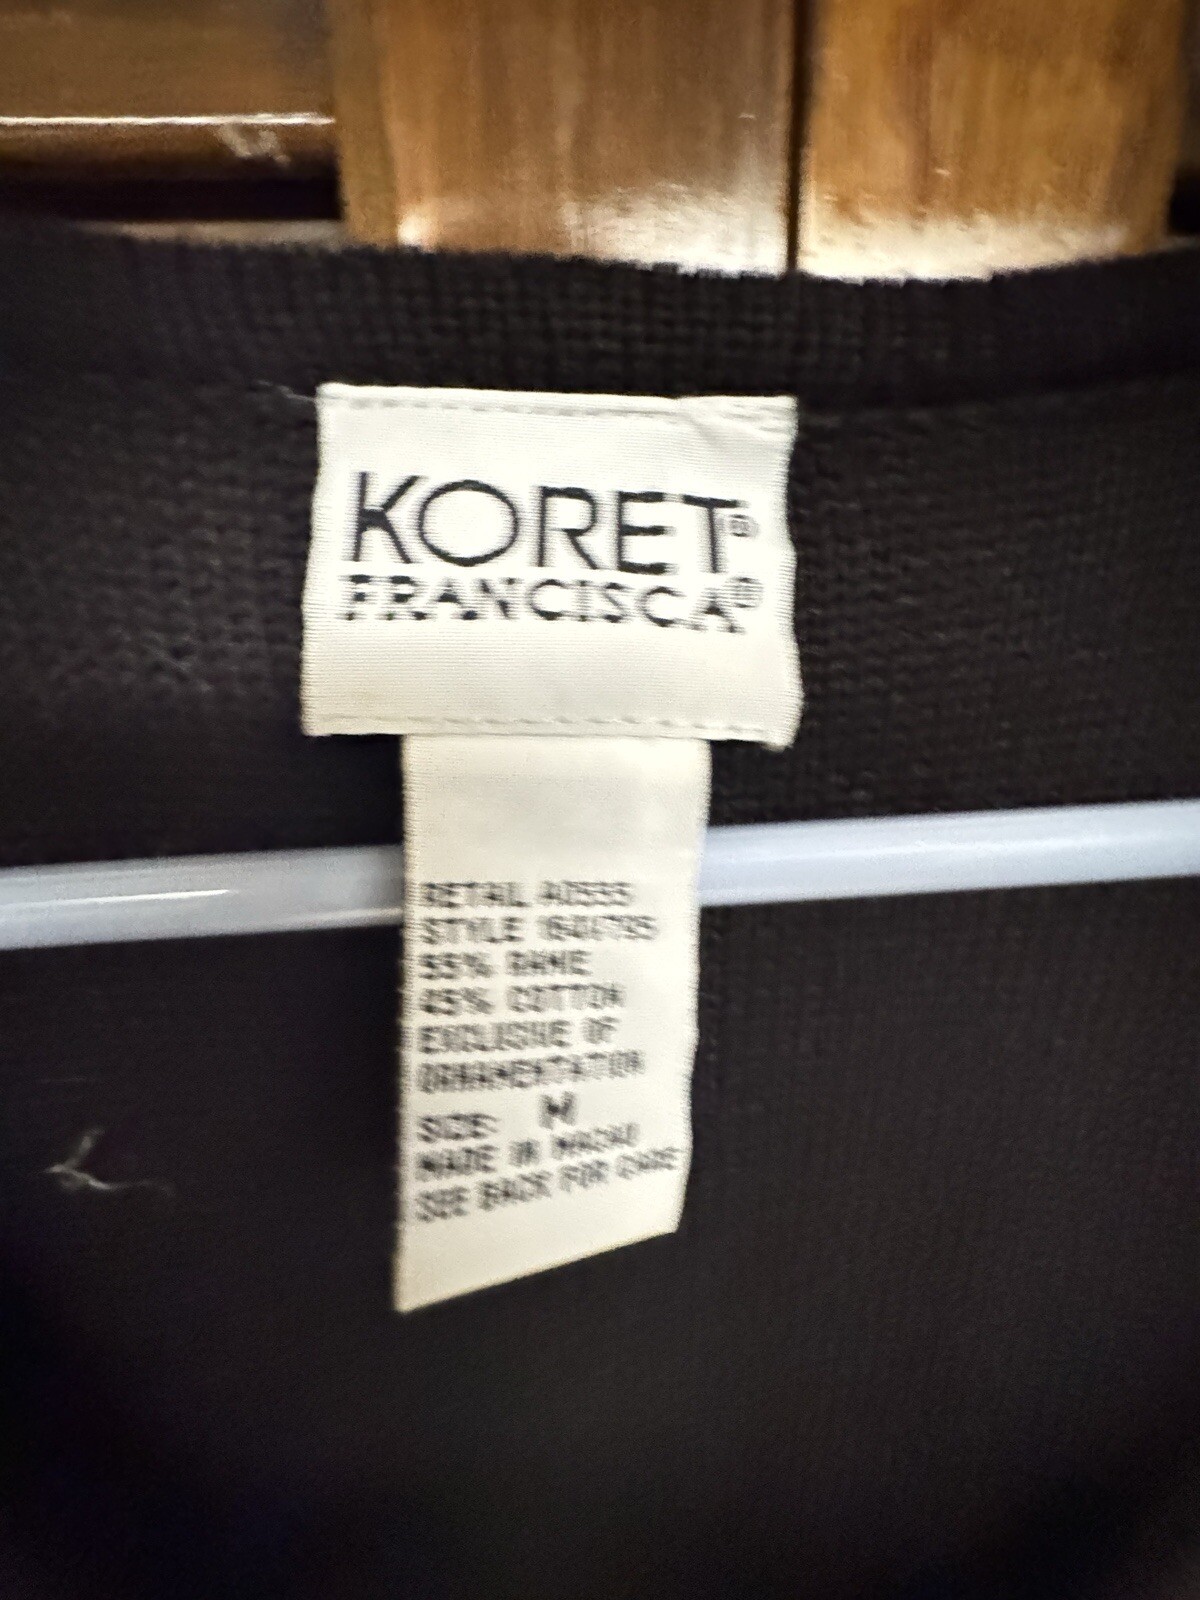 KORET®
FRANCISCA®
RETAIL A0555
STYLE
55% RAMIE
45% COTTON
EXCLUSIVE OF
ORNAMENTATION
SIZE: M
MADE IN MACAU
SEE BACK FOR CARE